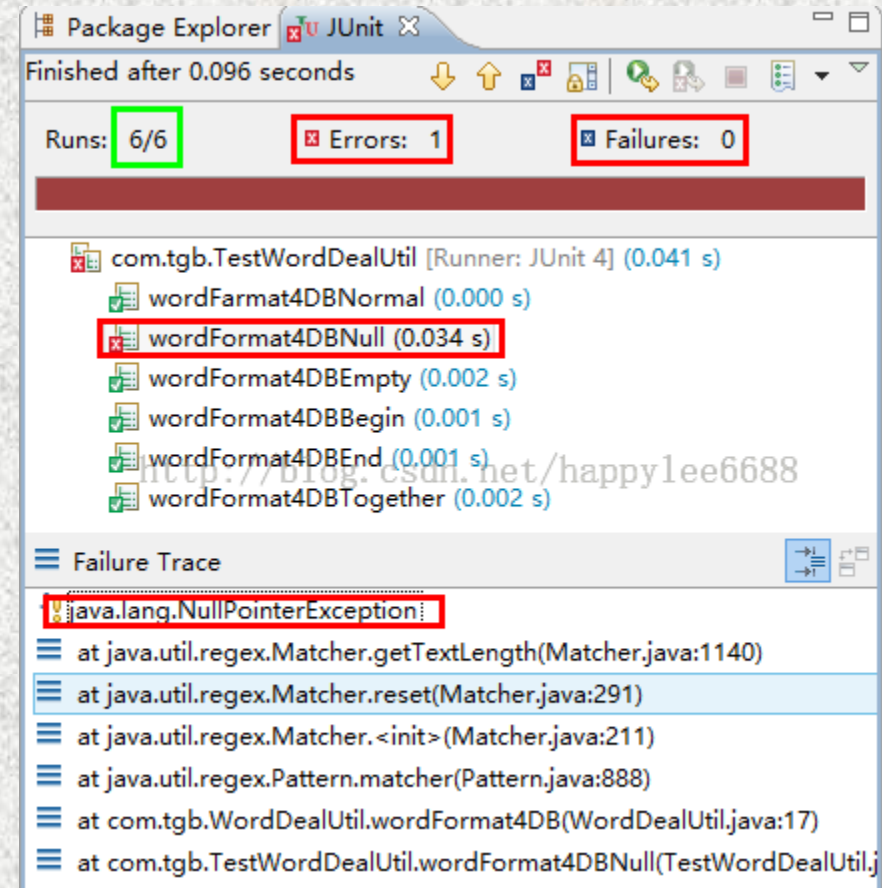 Package Explorer JUnit
Finished after 0.096 seconds
Runs: 6/6 Errors: 1 Failures: 0
com.tgb.TestWordDealUtil [Runner: JUnit 4] (0.041 s)
wordFarmat4DBNormal (0.000 s)
wordFormat4DBNull (0.034 s)
wordFormat4DBEmpty (0.002 s)
wordFormat4DBBegin (0.001 s)
wordFormat4DBEnd (0.001 s)
http://blog.csdn.net/happylee6688
wordFormat4DBTogether (0.002 s)
Failure Trace
java.lang.NullPointerException
at java.util.regex.Matcher.getTextLength(Matcher.java:1140)
at java.util.regex.Matcher.reset(Matcher.java:291)
at java.util.regex.Matcher.<init>(Matcher.java:211)
at java.util.regex.Pattern.matcher(Pattern.java:888)
at com.tgb.WordDealUtil.wordFormat4DB(WordDealUtil.java:17)
at com.tgb.TestWordDealUtil.wordFormat4DBNull(TestWordDealUtil.j